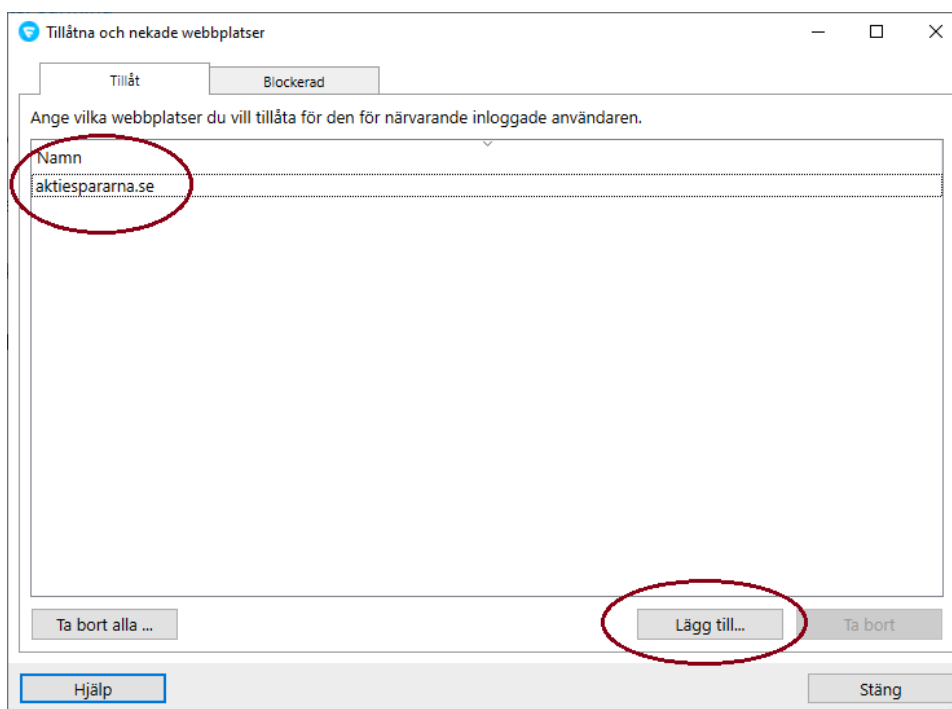 Tillåtna och nekade webbplatser
Tillåt
Blockerad
Ange vilka webbplatser du vill tillåta för den för närvarande inloggade användaren.
Namn
aktiespararna.se
Ta bort alla ...
Lägg till...
Ta bort
Hjälp
Stäng